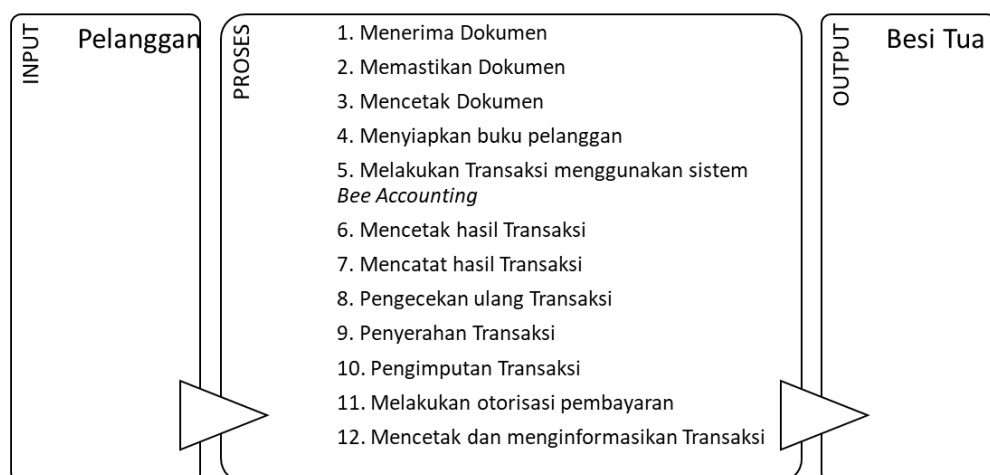 INPUT
Pelanggan
PROSES
1. Menerima Dokumen
2. Memastikan Dokumen
3. Mencetak Dokumen
4. Menyiapkan buku pelanggan
5. Melakukan Transaksi menggunakan sistem
Bee Accounting
6. Mencetak hasil Transaksi
7. Mencatat hasil Transaksi
8. Pengecekan ulang Transaksi
9. Penyerahan Transaksi
10. Pengimputan Transaksi
11. Melakukan otorisasi pembayaran
12. Mencetak dan menginformasikan Transaksi
OUTPUT
Besi Tua